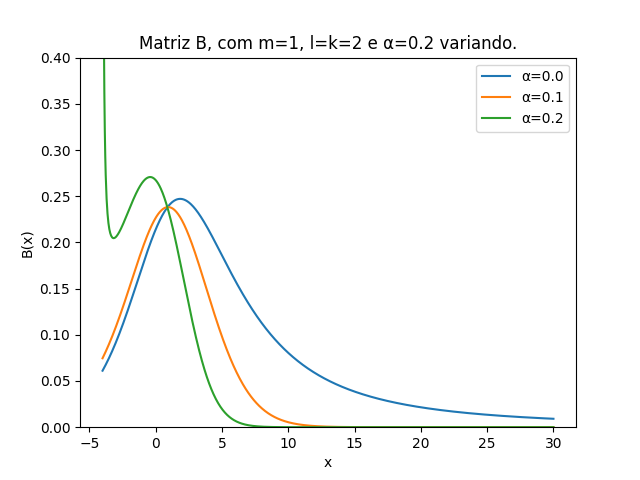 Matriz B, com m=1, l=k=2 e α=0.2 variando.
0.40
0.35
0.30
0.25
0.20
0.15
0.10
0.05
0.00
B(x)
α=0.0
α=0.1
α=0.2
−5 0 5 10 15 20 25 30
x